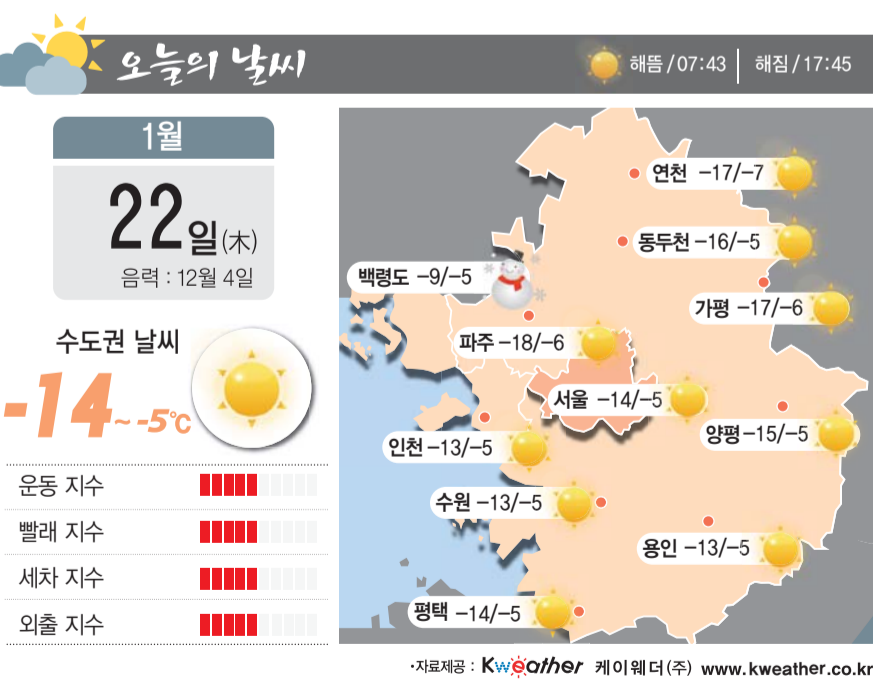 오늘의 날씨
해뜸/07:43 해짐/17:45
1월
22일(木)
음력 : 12월 4일
수도권 날씨
-14~-5℃
운동 지수
빨래 지수
세차 지수
외출 지수
연천 -17/-7
동두천 -16/-5
백령도 -9/-5
가평 -17/-6
파주 -18/-6
서울 -14/-5
인천 -13/-5
양평 -15/-5
수원 -13/-5
용인 -13/-5
평택 -14/-5
·자료제공 : Kweather 케이웨더(주) www.kweather.co.kr